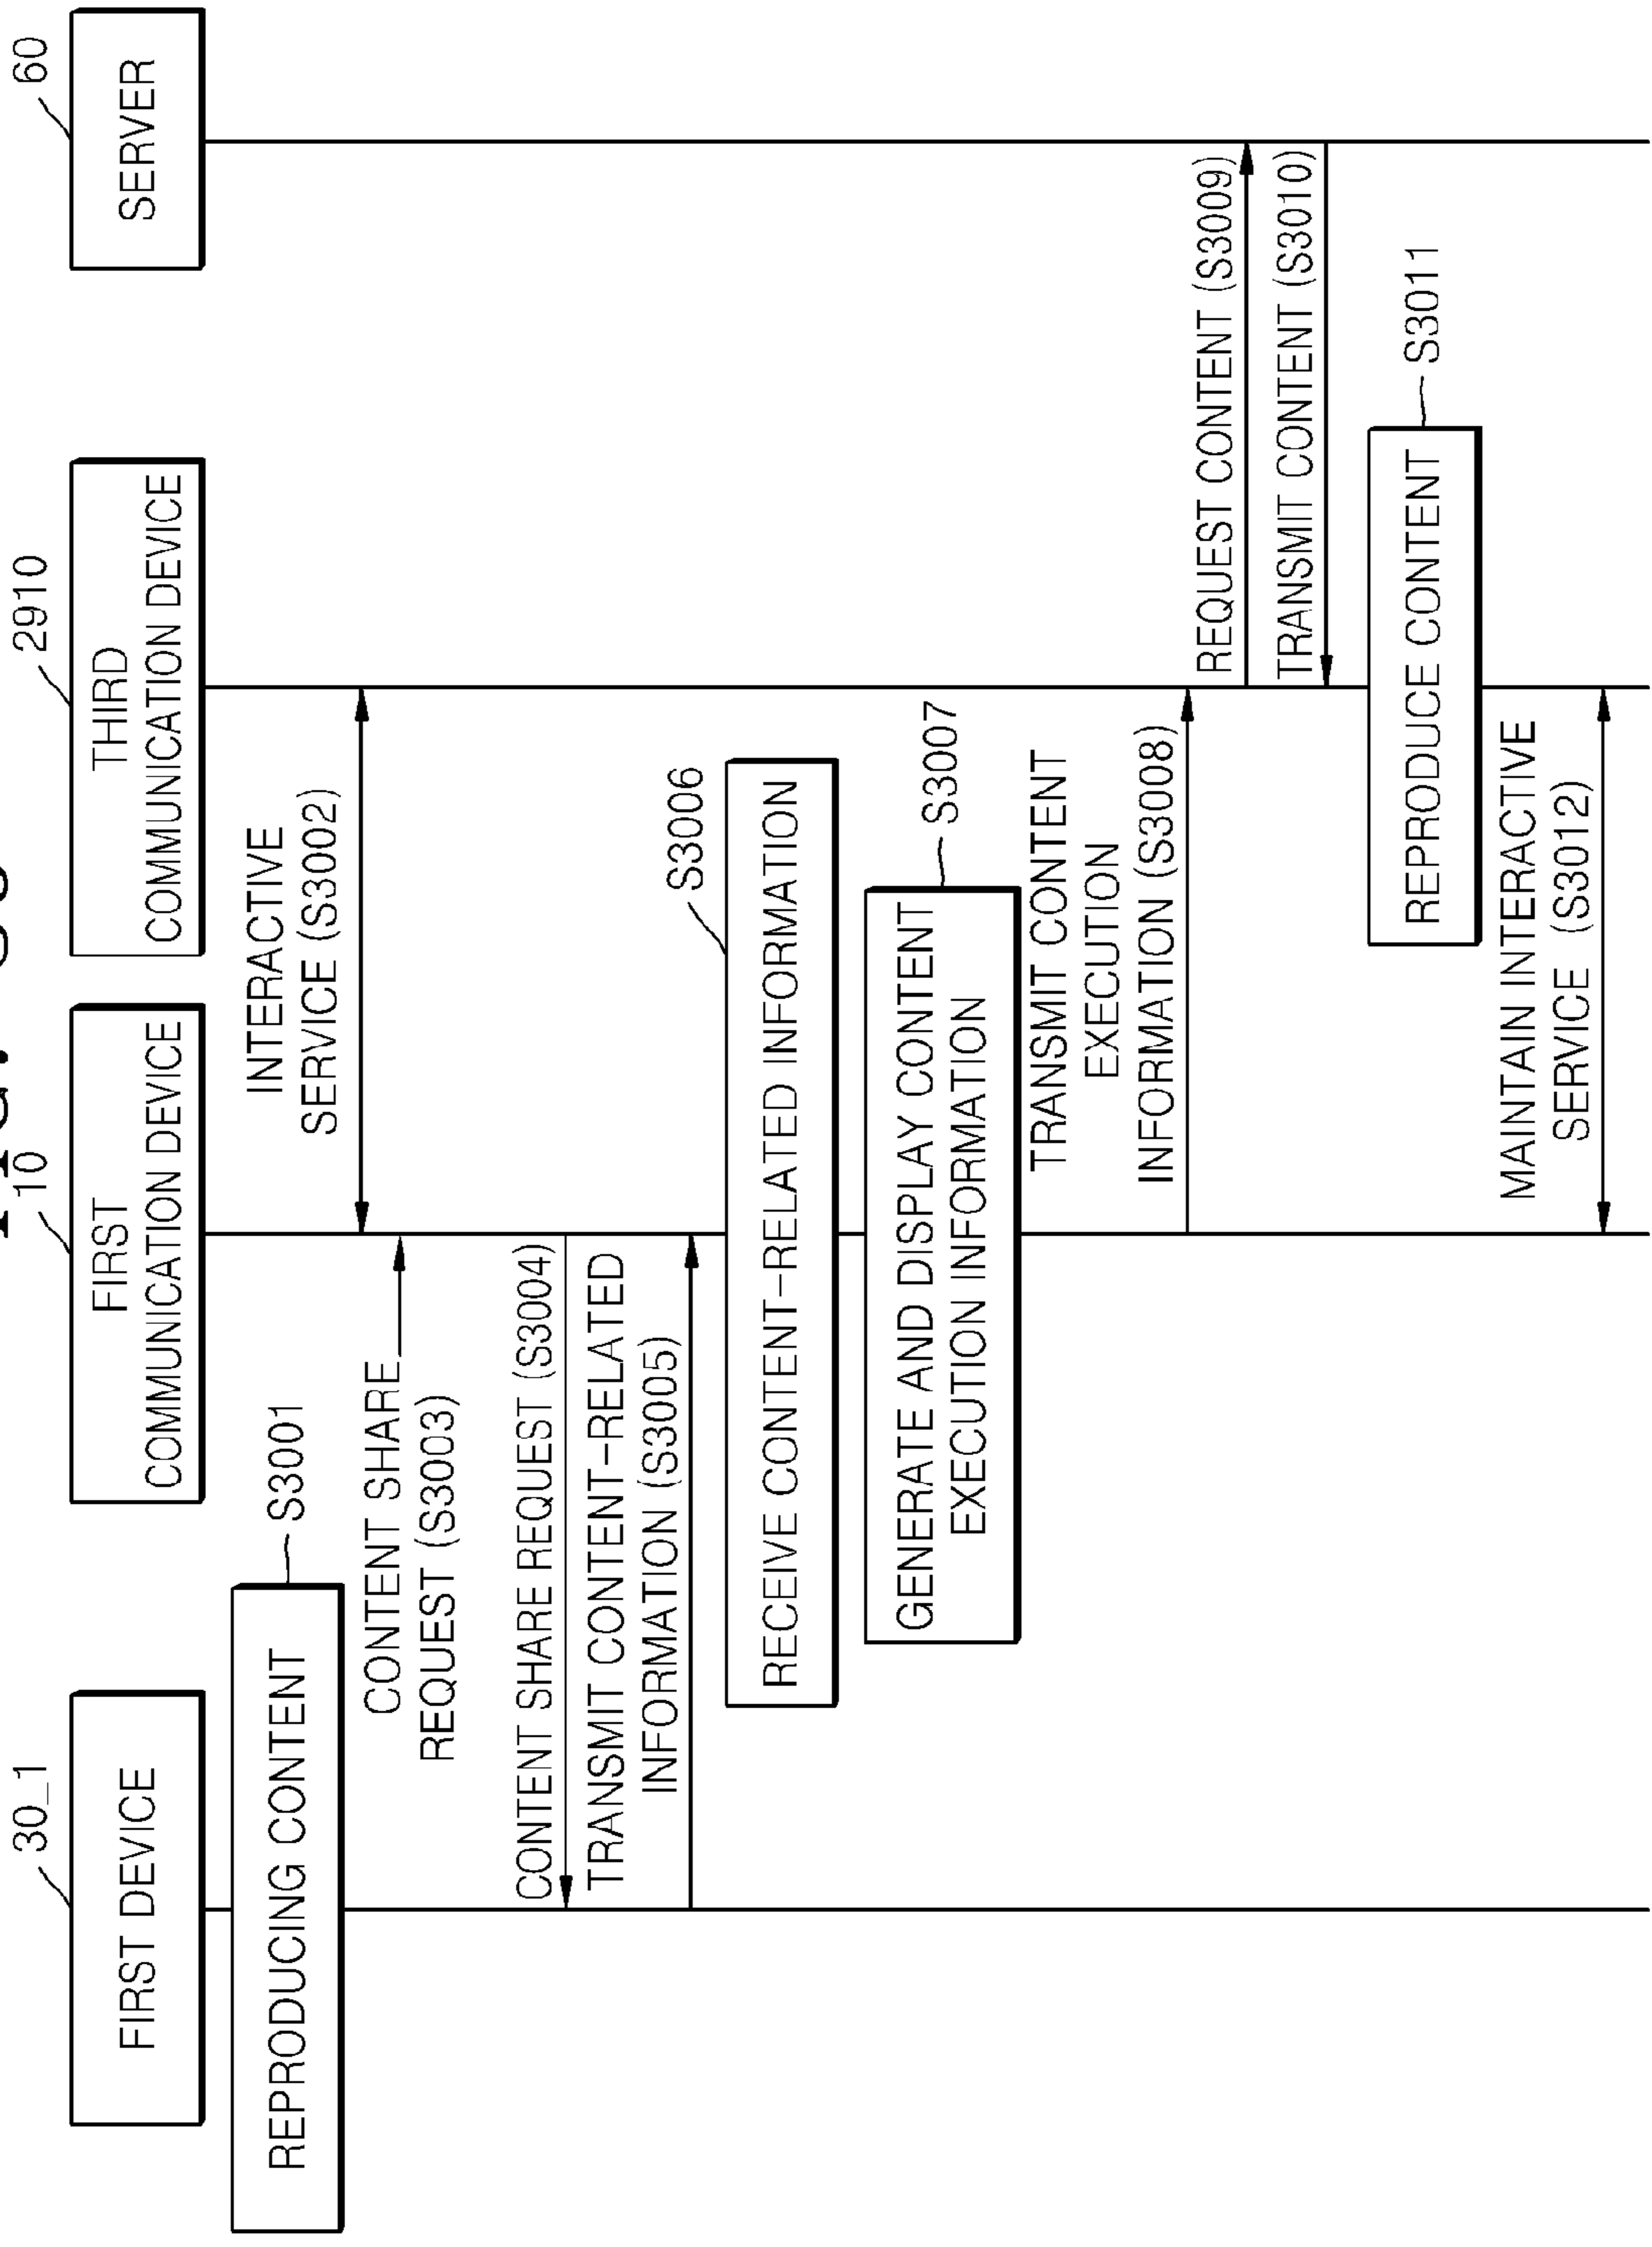 30_1
10
2910
60
FIRST DEVICE
FIRST
COMMUNICATION DEVICE
THIRD
COMMUNICATION DEVICE
SERVER
REPRODUCING CONTENT
S3001
INTERACTIVE
SERVICE (S3002)
CONTENT SHARE
REQUEST (S3003)
CONTENT SHARE REQUEST (S3004)
TRANSMIT CONTENT-RELATED
INFORMATION (S3005)
S3006
RECEIVE CONTENT-RELATED INFORMATION
S3007
GENERATE AND DISPLAY CONTENT
EXECUTION INFORMATION
TRANSMIT CONTENT
EXECUTION
INFORMATION (S3008)
REQUEST CONTENT (S3009)
TRANSMIT CONTENT (S3010)
REPRODUCE CONTENT
S3011
MAINTAIN INTERACTIVE
SERVICE (S3012)